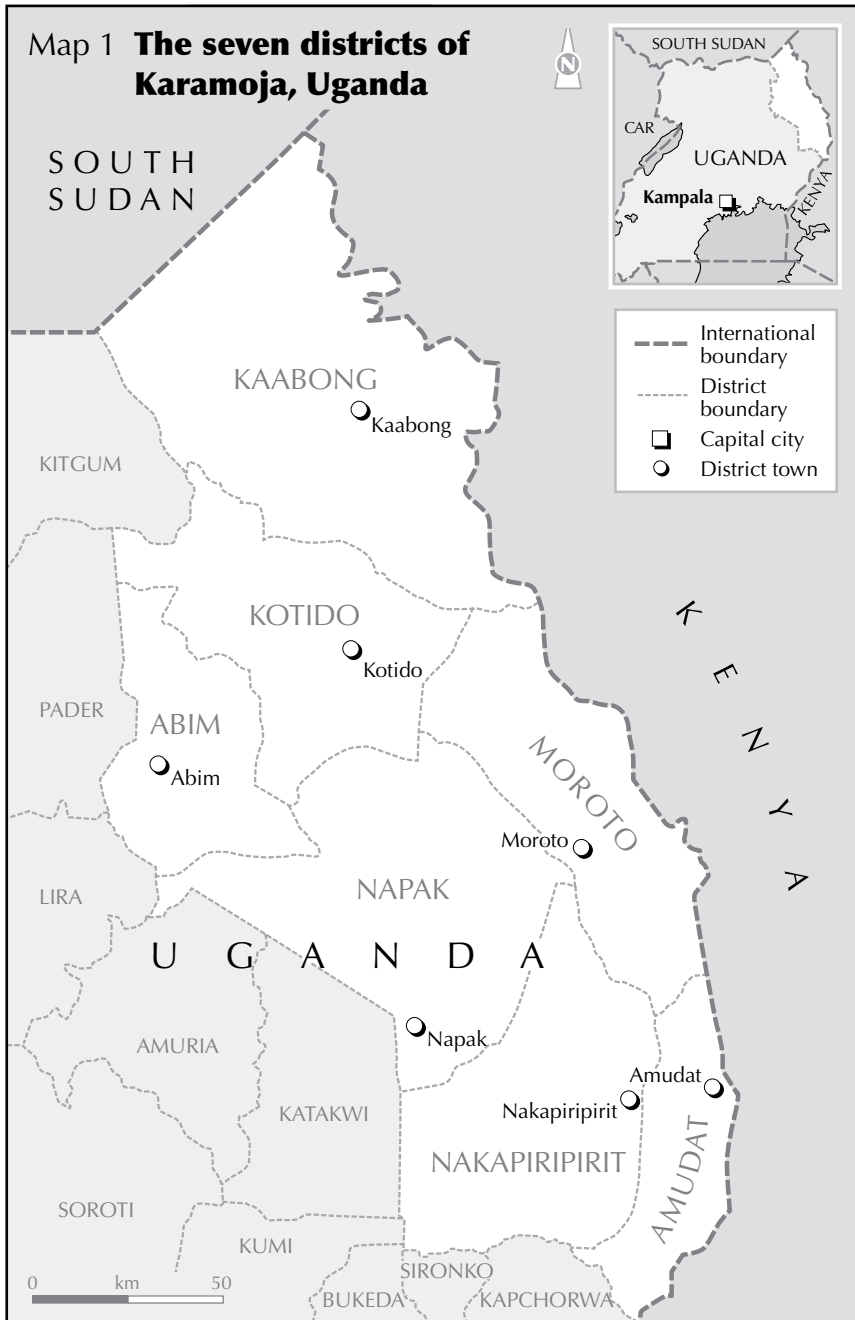 Map 1 The seven districts of
Karamoja, Uganda
N
SOUTH SUDAN
CAR
UGANDA
Kampala
KENYA
International
boundary
District
boundary
Capital city
District town
SOUTH
SUDAN
KAABONG
Kaabong
KITGUM
KOTIDO
Kotido
KENYA
PADER
ABIM
Abim
MOROTO
Moroto
LIRA
NAPAK
UGANDA
Napak
AMURIA
Amudat
Nakapiripirit
KATAKWI
NAKAPIRIPIRIT
AMUDAT
SOROTI
KUMI
SIRONKO
BUKEDA
KAPCHORWA
0 km 50